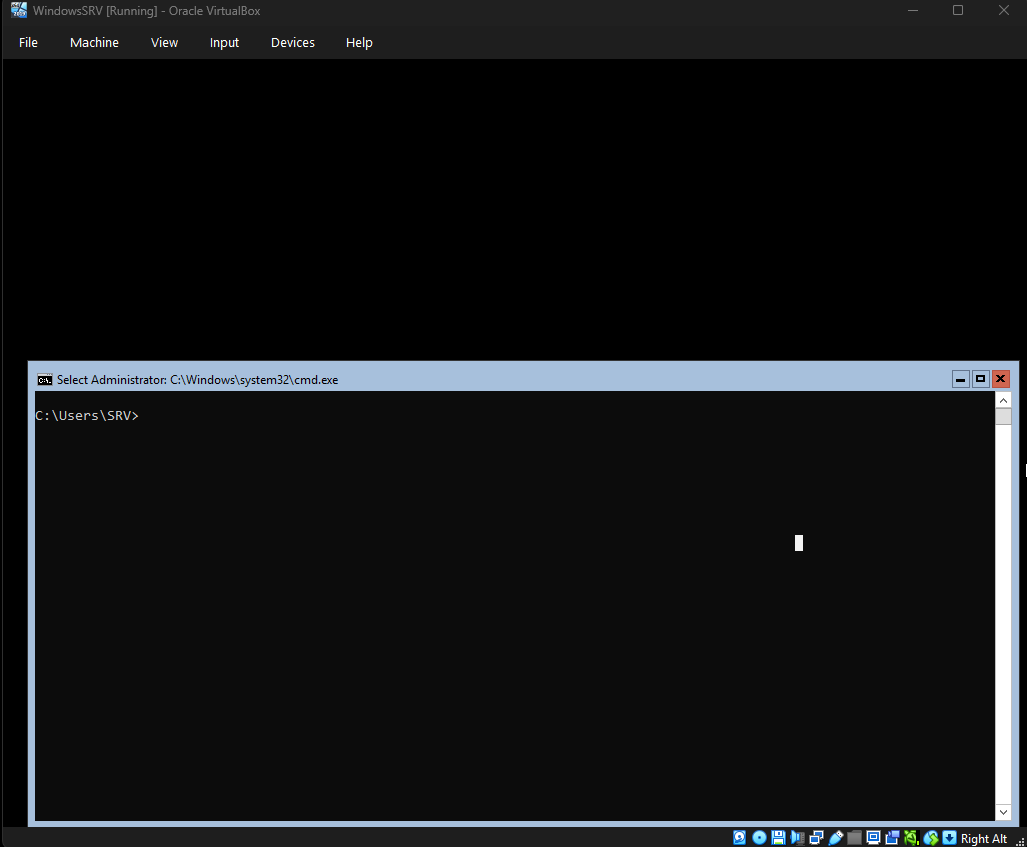 WindowsSRV [Running] - Oracle VirtualBox
File Machine View Input Devices Help
Select Administrator: C:\Windows\system32\cmd.exe
C:\Users\SRV>
Right Alt